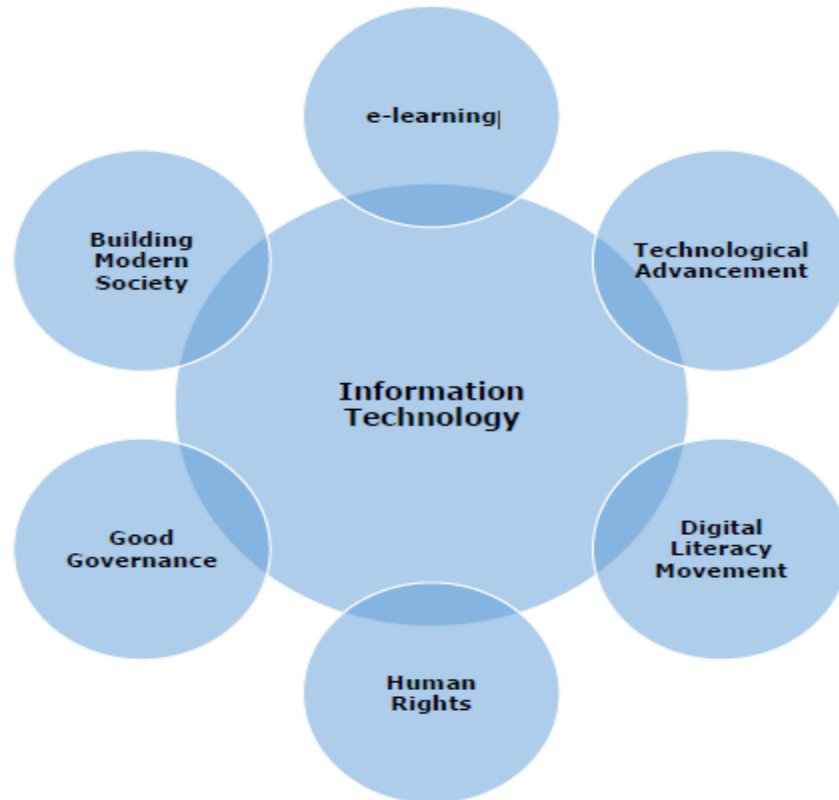 e-learning
Building
Modern
Society
Technological
Advancement
Information
Technology
Good
Governance
Digital
Literacy
Movement
Human
Rights